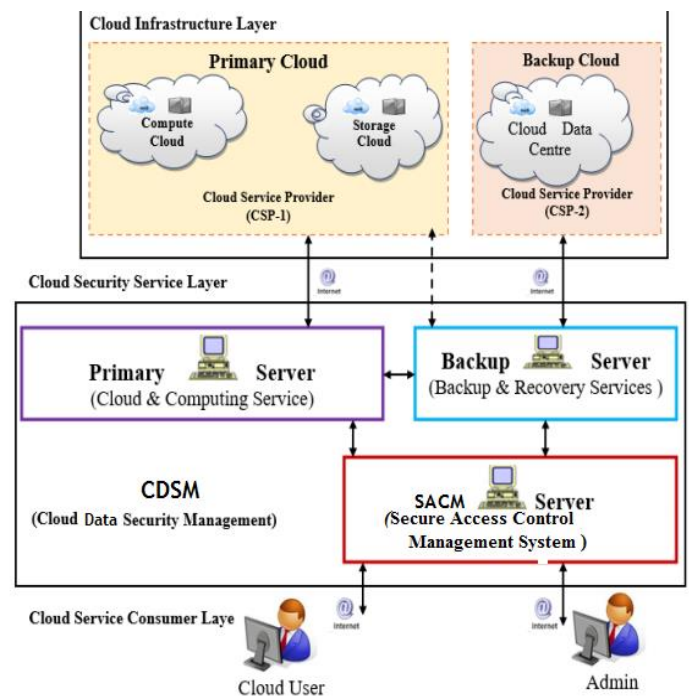 Cloud Infrastructure Layer
Primary Cloud
Compute
Cloud
Storage
Cloud
Cloud Service Provider
(CSP-1)
Backup Cloud
Cloud Data
Centre
Cloud Service Provider
(CSP-2)
@
Internet
@
Internet
Cloud Security Service Layer
Primary Server
(Cloud & Computing Service)
Backup Server
(Backup & Recovery Services )
CDSM
(Cloud Data Security Management)
SACM Server
(Secure Access Control
Management System )
Cloud Service Consumer Laye
@
Internet
@
Internet
Cloud User
Admin